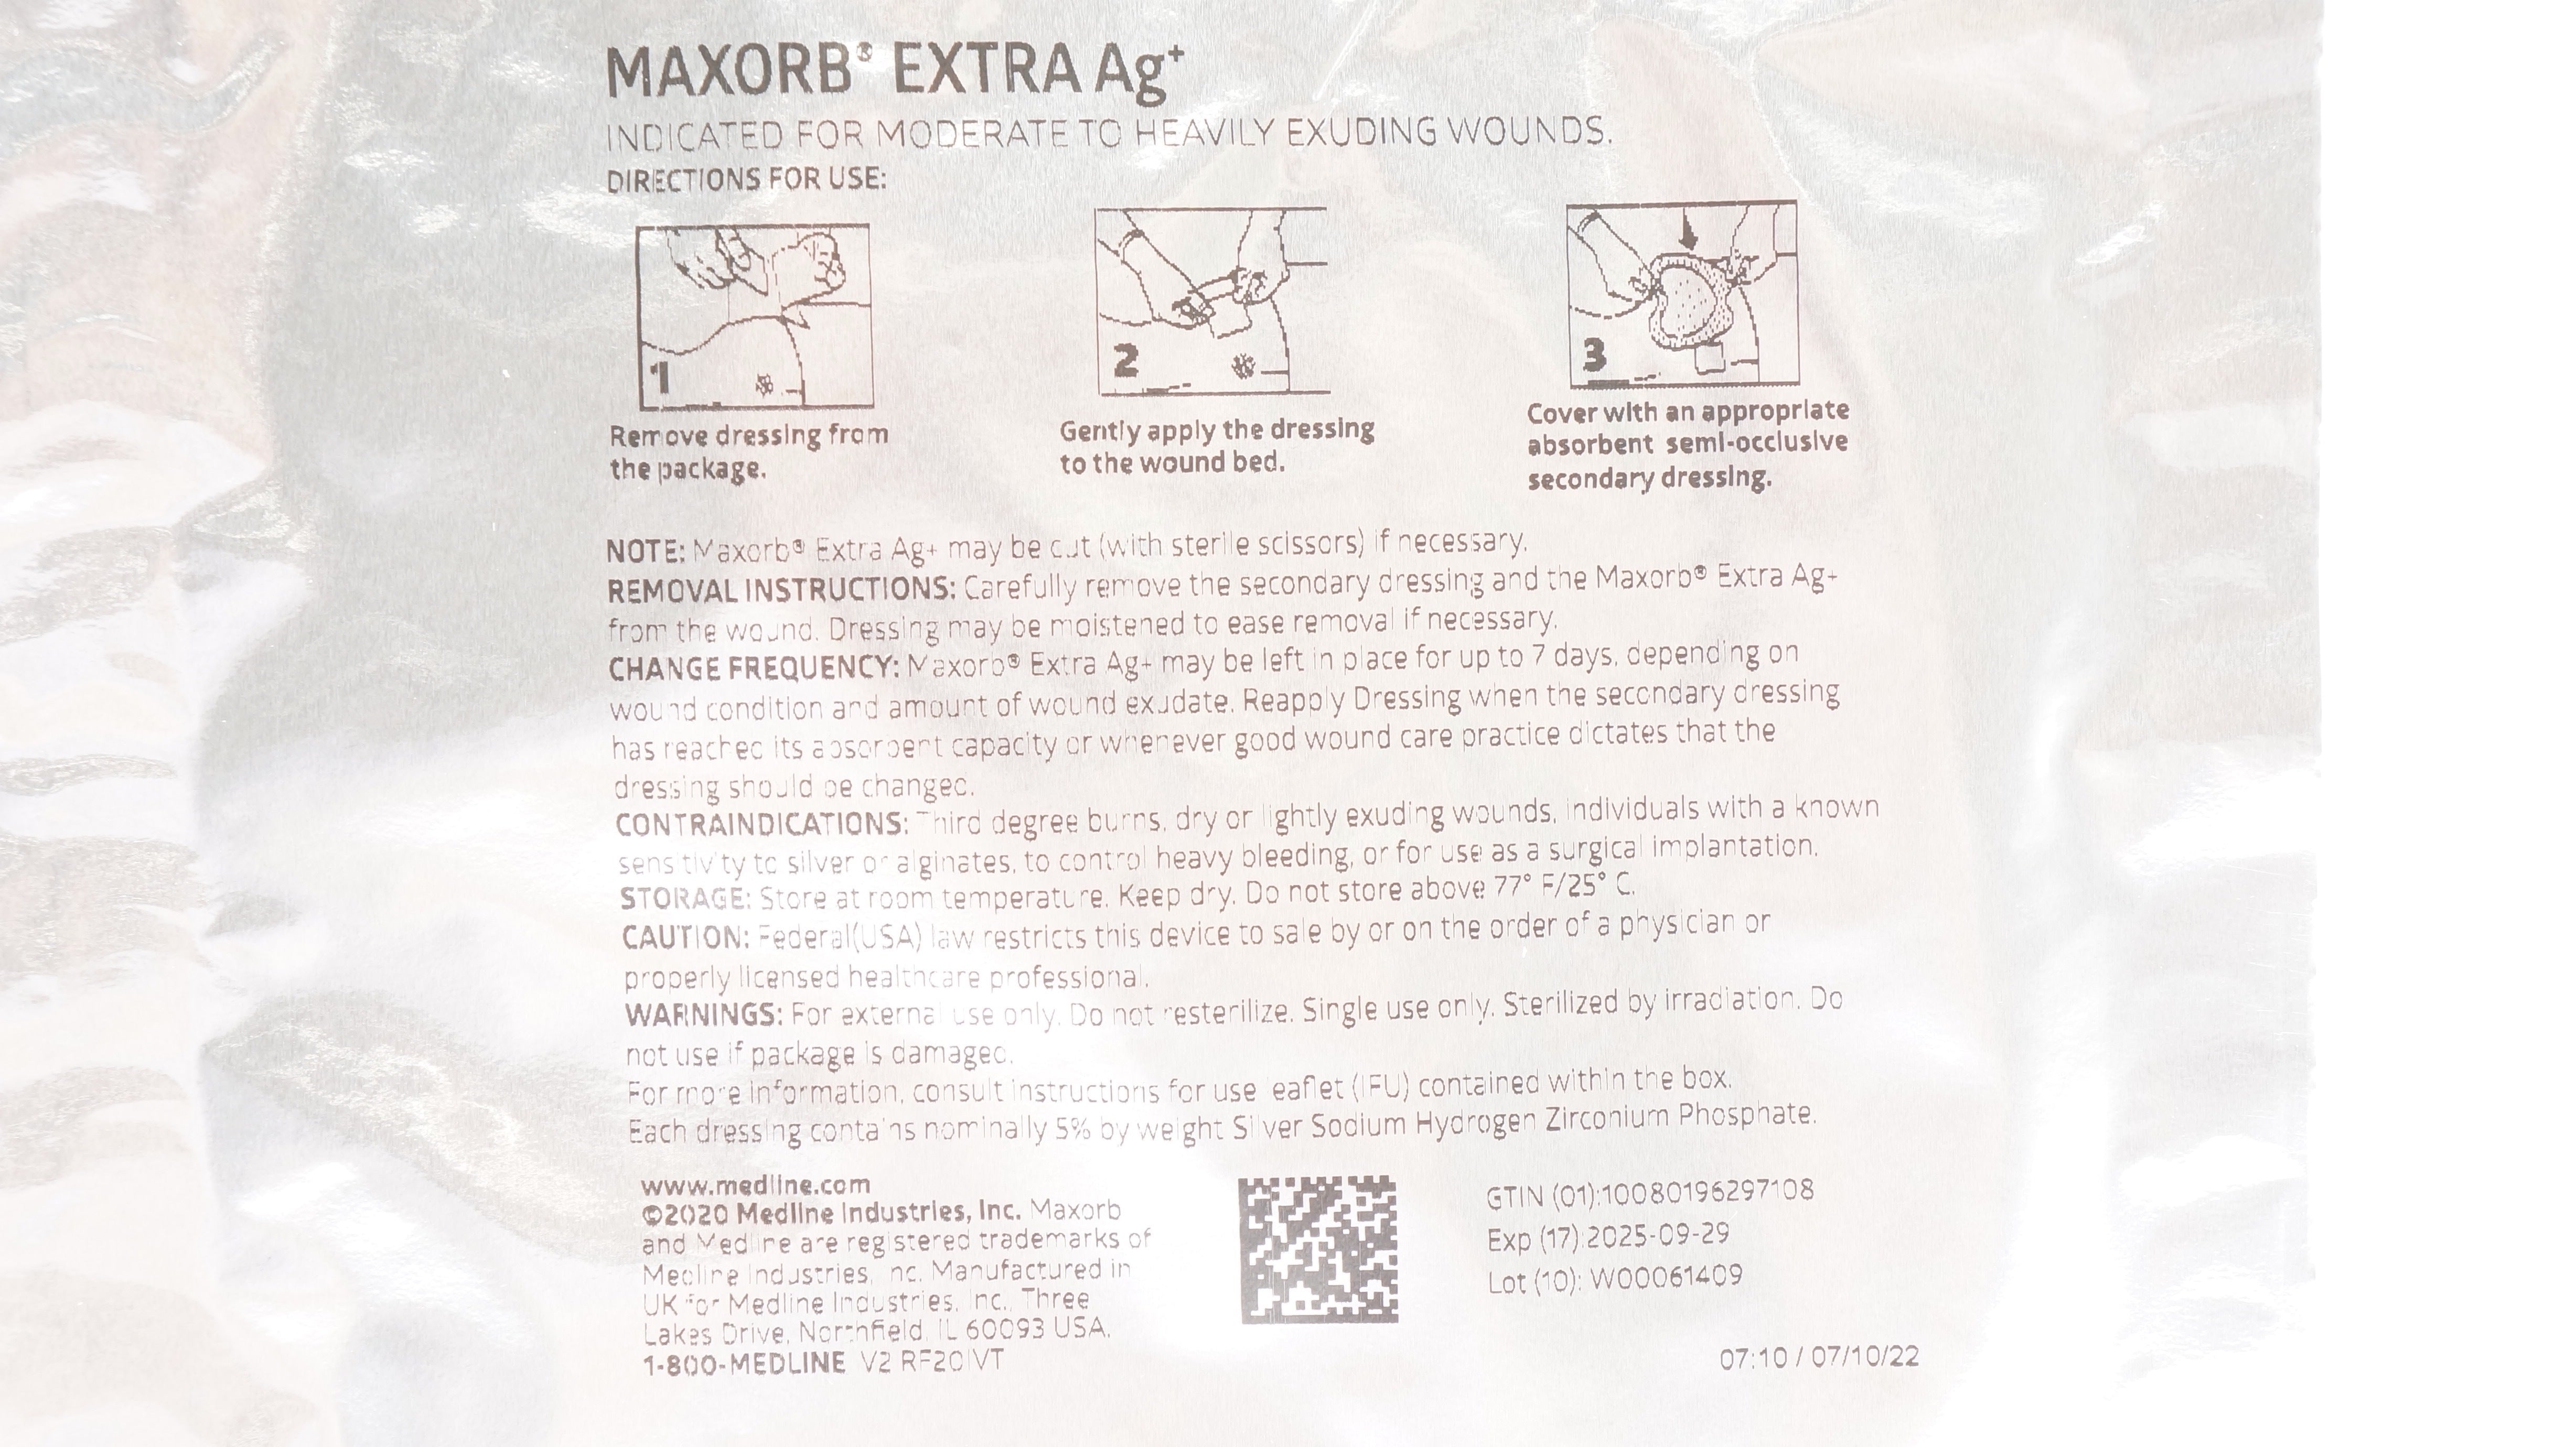 MAXORB® EXTRA Ag⁺
INDICATED FOR MODERATE TO HEAVILY EXUDING WOUNDS.
DIRECTIONS FOR USE:
1
2
3
Remove dressing from
the package.
Gently apply the dressing
to the wound bed.
Cover with an appropriate
absorbent semi-occlusive
secondary dressing.
NOTE: Maxorb® Extra Ag+ may be cut (with sterile scissors) if necessary.
REMOVAL INSTRUCTIONS: Carefully remove the secondary dressing and the Maxorb® Extra Ag+
from the wound. Dressing may be moistened to ease removal if necessary.
CHANGE FREQUENCY: Maxorb® Extra Ag+ may be left in place for up to 7 days, depending on
wound condition and amount of wound exudate. Reapply Dressing when the secondary dressing
has reached its absorbent capacity or whenever good wound care practice dictates that the
dressing should be changed.
CONTRAINDICATIONS: Third degree burns, dry or lightly exuding wounds, individuals with a known
sensitivity to silver or alginates, to control heavy bleeding, or for use as a surgical implantation.
STORAGE: Store at room temperature. Keep dry. Do not store above 77° F/25° C.
CAUTION: Federal(USA) law restricts this device to sale by or on the order of a physician or
properly licensed healthcare professional.
WARNINGS: For external use only. Do not resterilize. Single use only. Sterilized by irradiation. Do
not use if package is damaged.
For more information, consult instructions for use leaflet (IFU) contained within the box.
Each dressing contains nominally 5% by weight Silver Sodium Hydrogen Zirconium Phosphate.
www.medline.com
©2020 Medline Industries, Inc. Maxorb
and Medline are registered trademarks of
Medline Industries, Inc. Manufactured in
UK for Medline Industries, Inc., Three
Lakes Drive, Northfield, IL 60093 USA.
1-800-MEDLINE V2 RF20IVT
GTIN (01):10080196297108
Exp (17):2025-09-29
Lot (10): W00061409
07:10 / 07/10/22